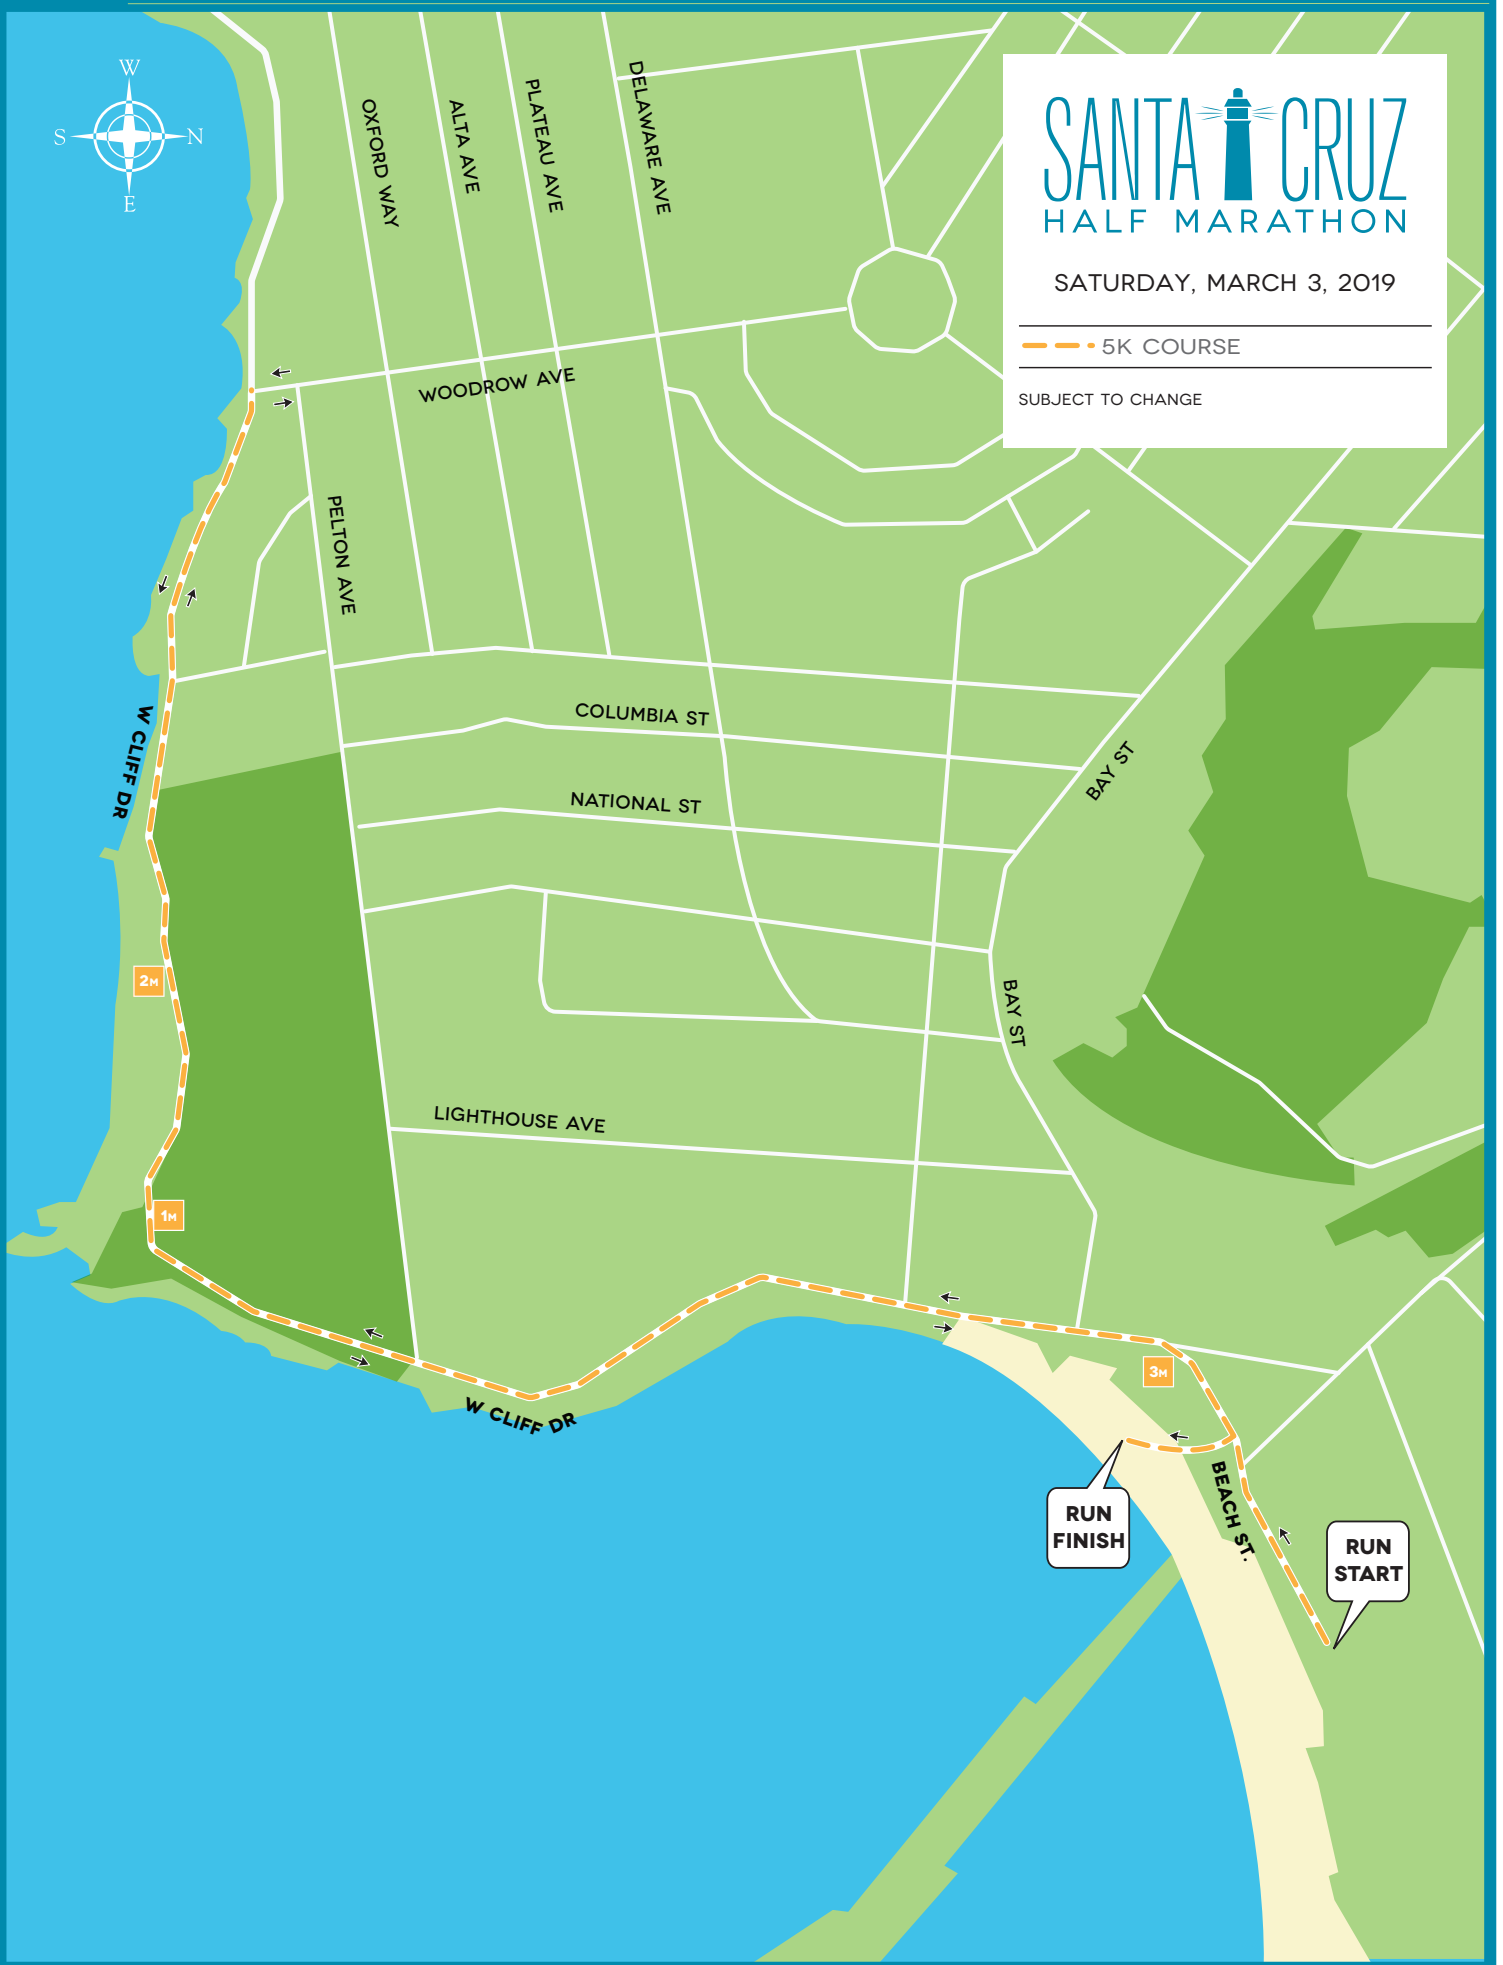 W
S
N
E
OXFORD WAY
ALTA AVE
PLATEAU AVE
DELAWARE AVE
SANTA CRUZ
HALF MARATHON
SATURDAY, MARCH 3, 2019
5K COURSE
SUBJECT TO CHANGE
WOODROW AVE
PELTON AVE
W CLIFF DR
COLUMBIA ST
BAY ST
NATIONAL ST
2M
BAY ST
LIGHTHOUSE AVE
1M
3M
W CLIFF DR
BEACH ST.
RUN
FINISH
RUN
START